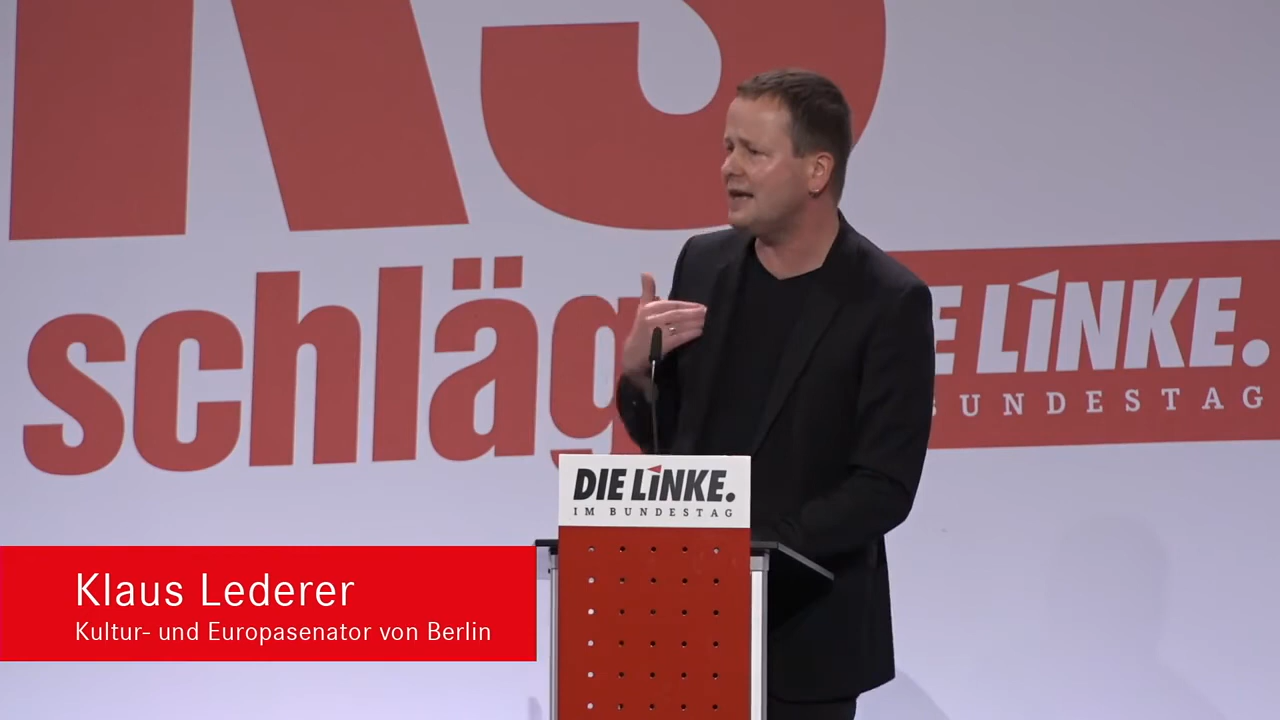 schläg
DIE LINKE.
BUNDESTAG
DIE LINKE.
IM BUNDESTAG
Klaus Lederer
Kultur- und Europasenator von Berlin